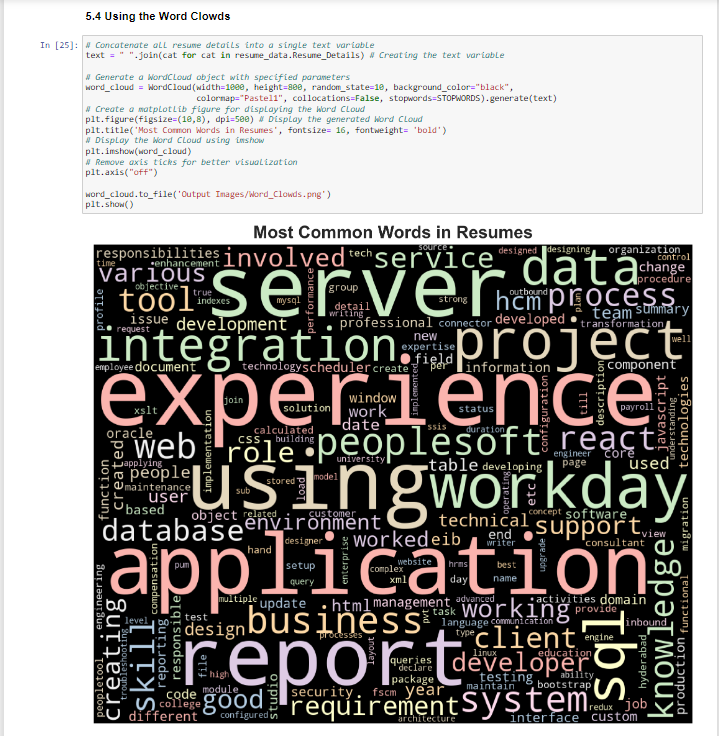 5.4 Using the Word Clowds
In [25]:
# Concatenate all resume details into a single text variable
text = " ".join(cat for cat in resume_data.Resume_Details) # Creating the text variable
# Generate a WordCloud object with specified parameters
word_cloud = WordCloud(width=1000, height=800, random_state=10, background_color="black",
colormap="Pastel1", collocations=False, stopwords=STOPWORDS).generate(text)
# Create a matplotlib figure for displaying the Word Cloud
plt.figure(figsize=(10,8), dpi=500) # Display the generated Word Cloud
plt.title('Most Common Words in Resumes', fontsize= 16, fontweight= 'bold')
# Display the Word Cloud using imshow
plt.imshow(word_cloud)
# Remove axis ticks for better visualization
plt.axis("off")
word_cloud.to_file('Output Images/Word_Clowds.png')
plt.show()
Most Common Words in Resumes
responsibilities involved tech service source designed designing organization
time enhancement control
various server data change
objective true performance group procedure
profile tool indexes mysql strong hcm outbound process plan
writing detail team summary
issue development professional connector developed transformation
request integration new project well
expertise field
employee document technology scheduler create per information component
experience implemented
xslt join solution window work status configuration till description payroll javascript understanding technologies
calculated date ssis duration
oracle web role css building peoplesoft react core
applying university engineer page used
function created people implementation using table developing
maintenance sub stored load model workday operating etc
user based object related customer concept software migration
database environment technical support view
hand designer worked eib end writer consultant
application enterprise complex website hrms best upgrade
engineering compensation pum setup query xml day name
multiple update html management advanced activities domain knowledge functional
creating skill reporting responsible test design business pvt task working provide
language communication inbound
level processes type client engine sql
peopletool troubleshooting report layout queries linux education hyderabad production
file high declare developer ability
package testing
code module studio security fscm year maintain bootstrap job
college good requirement system redux
different configured architecture interface custom